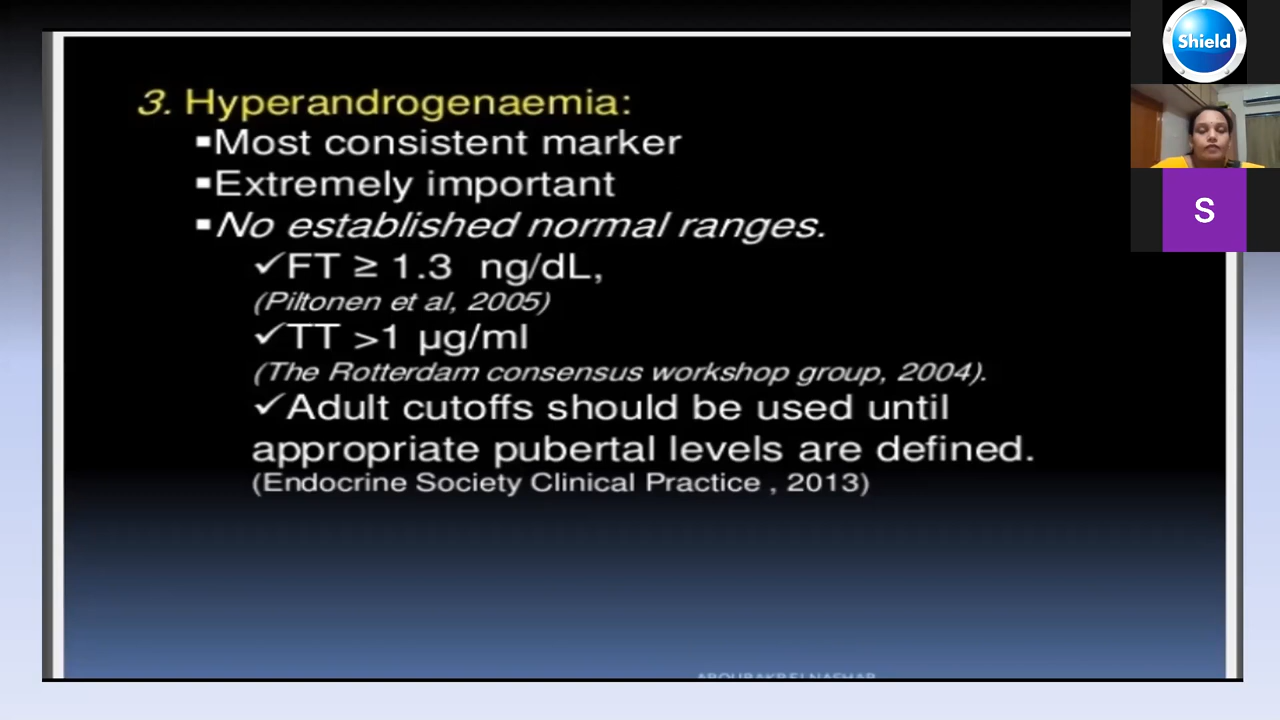 3. Hyperandrogenaemia:
▪Most consistent marker
▪Extremely important
▪No established normal ranges.
✓FT ≥ 1.3 ng/dL,
(Piltonen et al, 2005)
✓TT >1 µg/ml
(The Rotterdam consensus workshop group, 2004).
✓Adult cutoffs should be used until
appropriate pubertal levels are defined.
(Endocrine Society Clinical Practice , 2013)
Shield
S